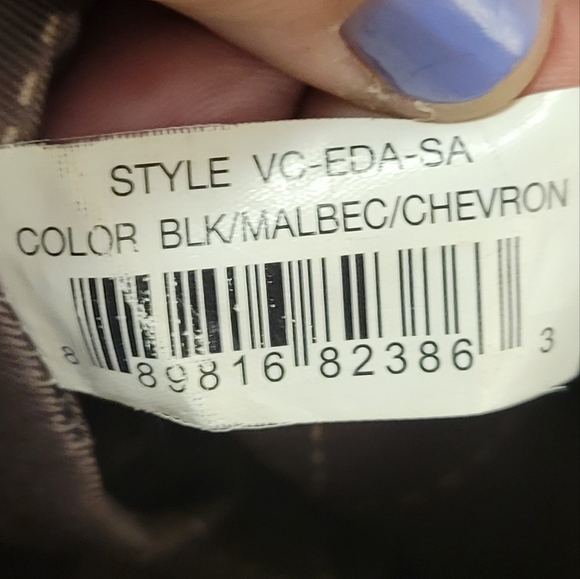 STYLE VC-EDA-SA
COLOR BLK/MALBEC/CHEVRON
8 89816 82386 3